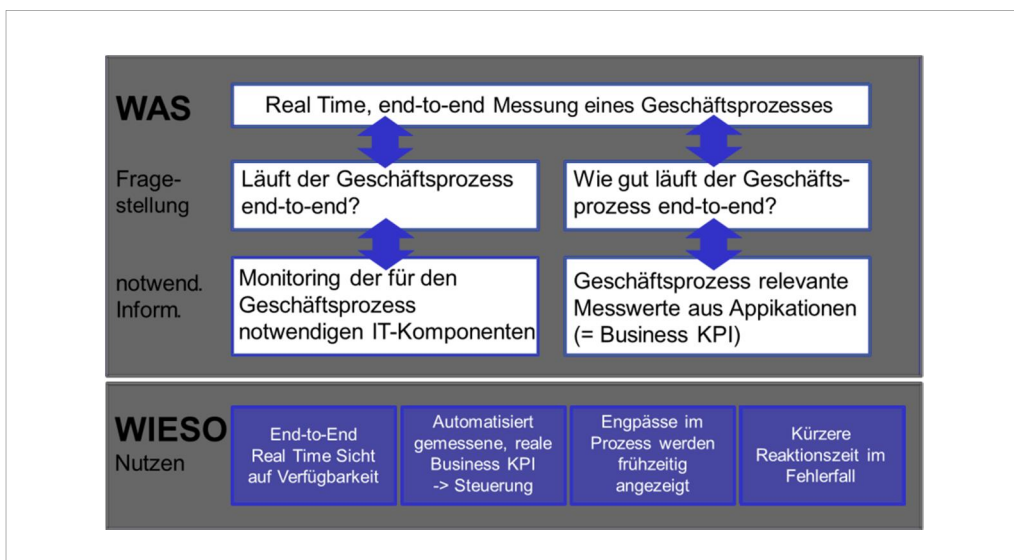 WAS
Real Time, end-to-end Messung eines Geschäftsprozesses
Frage-
stellung
Läuft der Geschäftsprozess
end-to-end?
Wie gut läuft der Geschäfts-
prozess end-to-end?
notwend.
Inform.
Monitoring der für den
Geschäftsprozess
notwendigen IT-Komponenten
Geschäftsprozess relevante
Messwerte aus Appikationen
(= Business KPI)
WIESO
Nutzen
End-to-End
Real Time Sicht
auf Verfügbarkeit
Automatisiert
gemessene, reale
Business KPI
-> Steuerung
Engpässe im
Prozess werden
frühzeitig
angezeigt
Kürzere
Reaktionszeit im
Fehlerfall